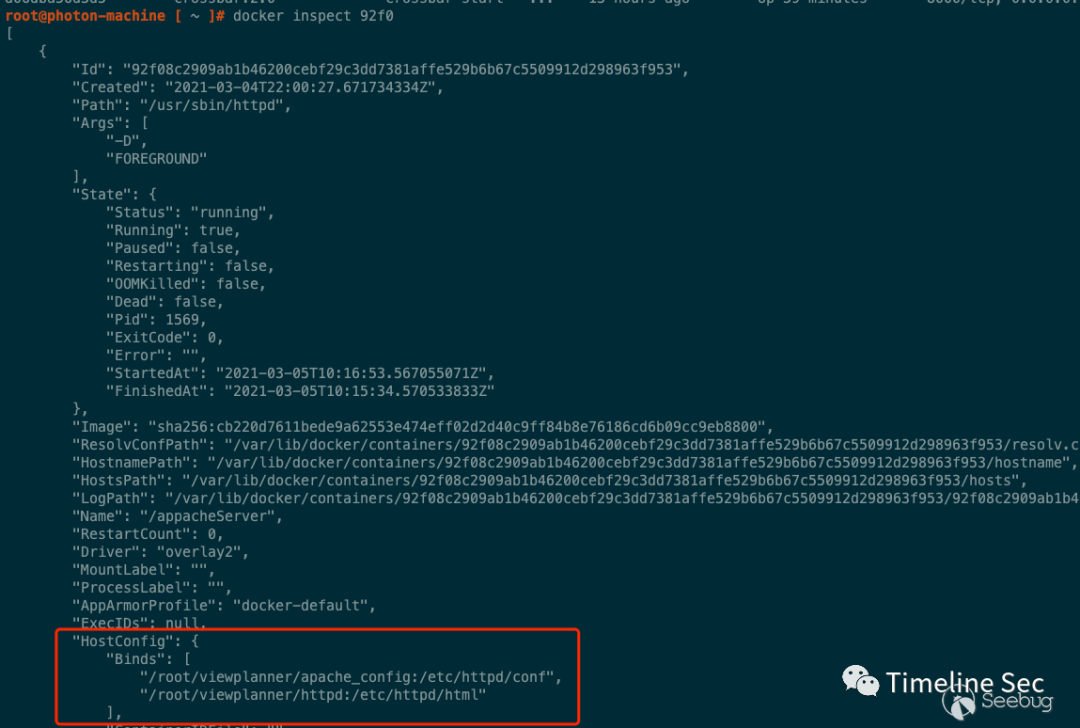 root@photon-machine [ ~ ]# docker inspect 92f0
[
    {
        "Id": "92f08c2909ab1b46200cebf29c3dd7381affe529b6b67c5509912d298963f953",
        "Created": "2021-03-04T22:00:27.671734334Z",
        "Path": "/usr/sbin/httpd",
        "Args": [
            "-D",
            "FOREGROUND"
        ],
        "State": {
            "Status": "running",
            "Running": true,
            "Paused": false,
            "Restarting": false,
            "OOMKilled": false,
            "Dead": false,
            "Pid": 1569,
            "ExitCode": 0,
            "Error": "",
            "StartedAt": "2021-03-05T10:16:53.567055071Z",
            "FinishedAt": "2021-03-05T10:15:34.570533833Z"
        },
        "Image": "sha256:cb220d7611bede9a62553e474eff02d2d40c9ff84b8e76186cd6b09cc9eb8800",
        "ResolvConfPath": "/var/lib/docker/containers/92f08c2909ab1b46200cebf29c3dd7381affe529b6b67c5509912d298963f953/resolv.c
        "HostnamePath": "/var/lib/docker/containers/92f08c2909ab1b46200cebf29c3dd7381affe529b6b67c5509912d298963f953/hostname",
        "HostsPath": "/var/lib/docker/containers/92f08c2909ab1b46200cebf29c3dd7381affe529b6b67c5509912d298963f953/hosts",
        "LogPath": "/var/lib/docker/containers/92f08c2909ab1b46200cebf29c3dd7381affe529b6b67c5509912d298963f953/92f08c2909ab1b4
        "Name": "/appacheServer",
        "RestartCount": 0,
        "Driver": "overlay2",
        "MountLabel": "",
        "ProcessLabel": "",
        "AppArmorProfile": "docker-default",
        "ExecIDs": null,
        "HostConfig": {
            "Binds": [
                "/root/viewplanner/apache_config:/etc/httpd/conf",
                "/root/viewplanner/httpd:/etc/httpd/html"
            ],
Timeline Sec
Seebug